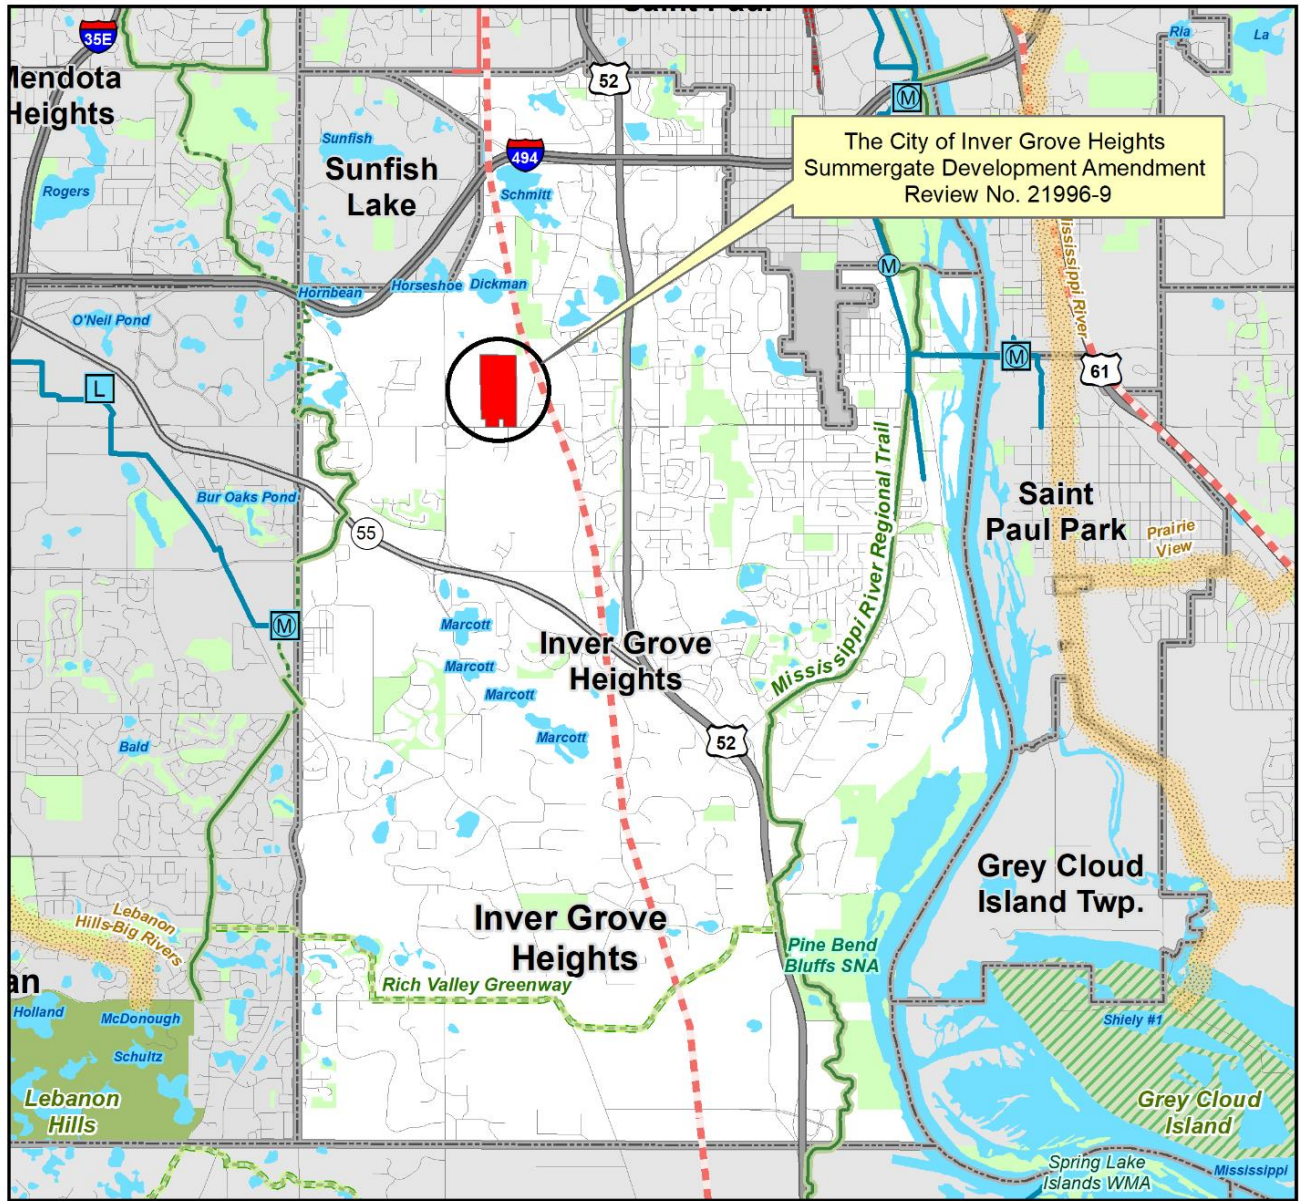 Saint Paul
35E
Mendota
Heights
52
Ria
La
The City of Inver Grove Heights
Summergate Development Amendment
Review No. 21996-9
Sunfish
Sunfish
Lake
494
Schmitt
Rogers
M
Mississippi River
M
Hornbean
Horseshoe
Dickman
O'Neil Pond
L
M
61
Bur Oaks Pond
55
Mississippi River Regional Trail
Saint
Paul Park
Prairie
View
M
Marcott
Inver Grove
Heights
Marcott
Marcott
Marcott
Bald
52
Grey Cloud
Island Twp.
Lebanon
Hills-Big Rivers
Inver Grove
Heights
Pine Bend
Bluffs SNA
an
Rich Valley Greenway
Holland
McDonough
Shiely #1
Schultz
Lebanon
Hills
Grey Cloud
Island
Spring Lake
Islands WMA
Mississippi